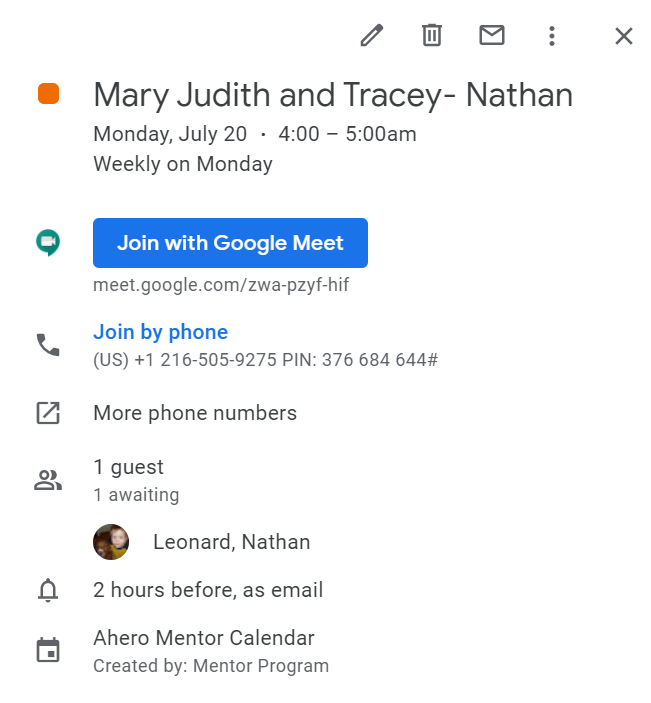 Mary Judith and Tracey- Nathan
Monday, July 20 · 4:00 – 5:00am
Weekly on Monday
Join with Google Meet
meet.google.com/zwa-pzyf-hif
Join by phone
(US) +1 216-505-9275 PIN: 376 684 644#
More phone numbers
1 guest
1 awaiting
Leonard, Nathan
2 hours before, as email
Ahero Mentor Calendar
Created by: Mentor Program